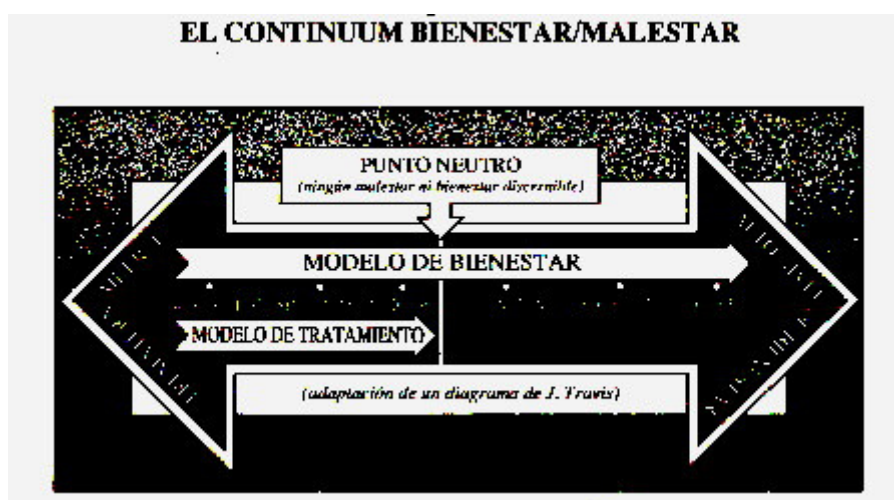 EL CONTINUUM BIENESTAR/MALESTAR
PUNTO NEUTRO
(ningún malestar ni bienestar discernible)
MODELO DE BIENESTAR
MODELO DE TRATAMIENTO
(adaptación de un diagrama de J. Travis)